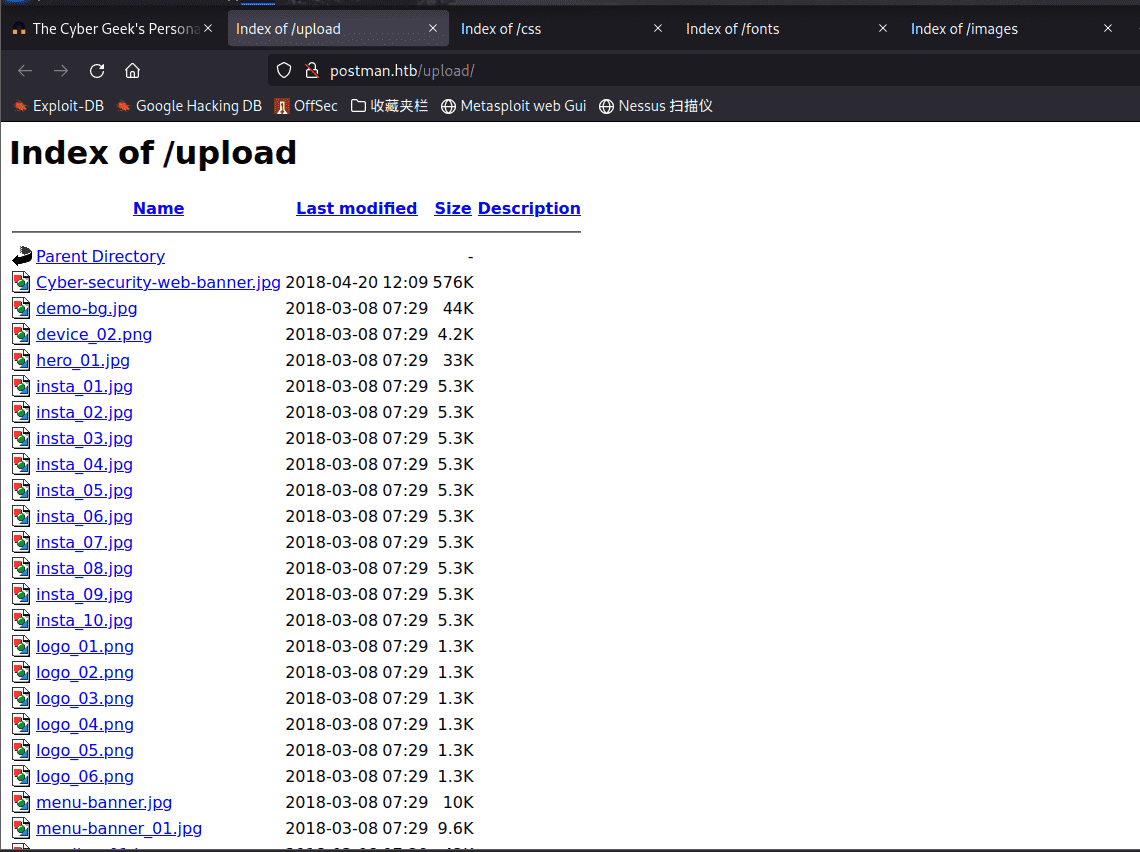 The Cyber Geek's Persona Index of /upload Index of /css Index of /fonts Index of /images
postman.htb/upload/
Exploit-DB Google Hacking DB OffSec 收藏夹栏 Metasploit web Gui Nessus 扫描仪
Index of /upload
Name Last modified Size Description
Parent Directory -
Cyber-security-web-banner.jpg 2018-04-20 12:09 576K
demo-bg.jpg 2018-03-08 07:29 44K
device_02.png 2018-03-08 07:29 4.2K
hero_01.jpg 2018-03-08 07:29 33K
insta_01.jpg 2018-03-08 07:29 5.3K
insta_02.jpg 2018-03-08 07:29 5.3K
insta_03.jpg 2018-03-08 07:29 5.3K
insta_04.jpg 2018-03-08 07:29 5.3K
insta_05.jpg 2018-03-08 07:29 5.3K
insta_06.jpg 2018-03-08 07:29 5.3K
insta_07.jpg 2018-03-08 07:29 5.3K
insta_08.jpg 2018-03-08 07:29 5.3K
insta_09.jpg 2018-03-08 07:29 5.3K
insta_10.jpg 2018-03-08 07:29 5.3K
logo_01.png 2018-03-08 07:29 1.3K
logo_02.png 2018-03-08 07:29 1.3K
logo_03.png 2018-03-08 07:29 1.3K
logo_04.png 2018-03-08 07:29 1.3K
logo_05.png 2018-03-08 07:29 1.3K
logo_06.png 2018-03-08 07:29 1.3K
menu-banner.jpg 2018-03-08 07:29 10K
menu-banner_01.jpg 2018-03-08 07:29 9.6K